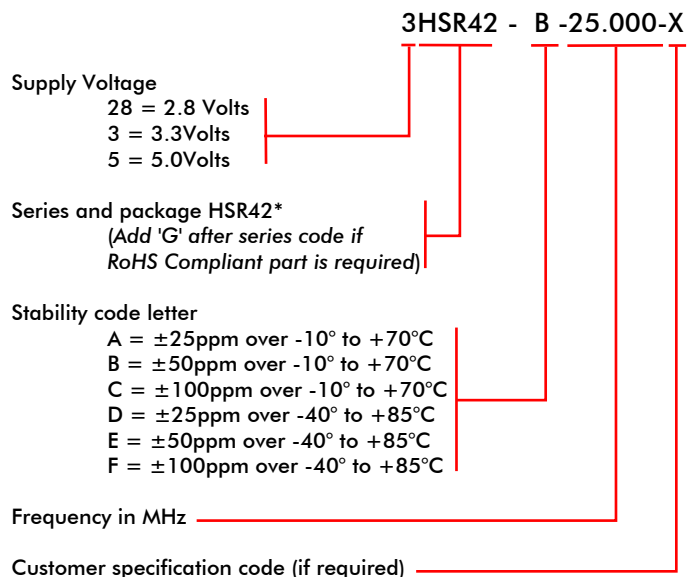 3HSR42 - B -25.000-X
Supply Voltage
28 = 2.8 Volts
3 = 3.3Volts
5 = 5.0Volts
Series and package HSR42*
(Add 'G' after series code if
RoHS Compliant part is required)
Stability code letter
A = ±25ppm over -10° to +70°C
B = ±50ppm over -10° to +70°C
C = ±100ppm over -10° to +70°C
D = ±25ppm over -40° to +85°C
E = ±50ppm over -40° to +85°C
F = ±100ppm over -40° to +85°C
Frequency in MHz
Customer specification code (if required)